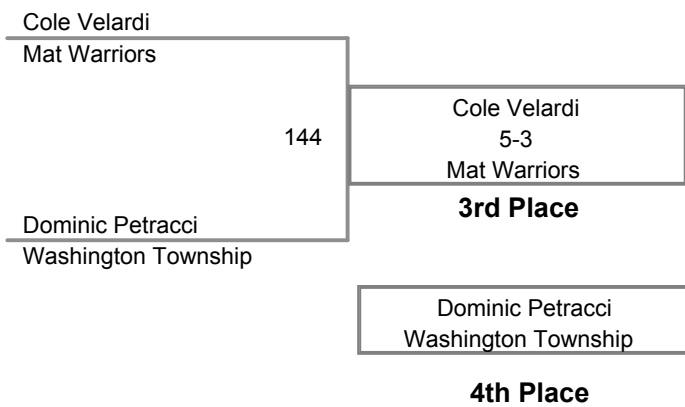 Cole Velardi
Mat Warriors
144
Cole Velardi
5-3
Mat Warriors
3rd Place
Dominic Petracci
Washington Township
Dominic Petracci
Washington Township
4th Place